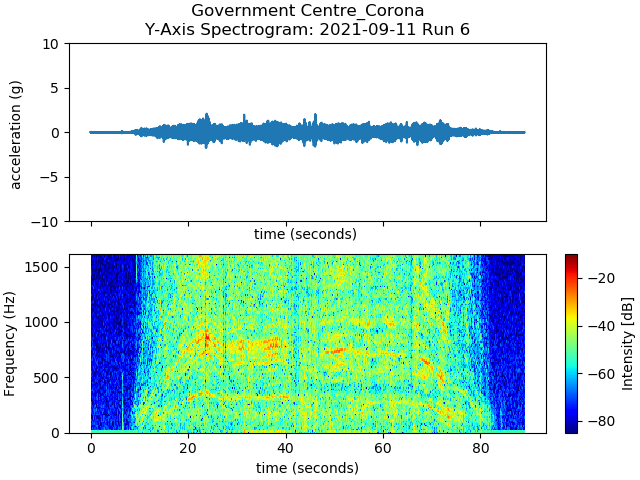 Government Centre_Corona
Y-Axis Spectrogram: 2021-09-11 Run 6
10
5
0
−5
−10
acceleration (g)
time (seconds)
1500
1000
500
0
Frequency (Hz)
0 20 40 60 80
time (seconds)
−20
−40
−60
−80
Intensity [dB]